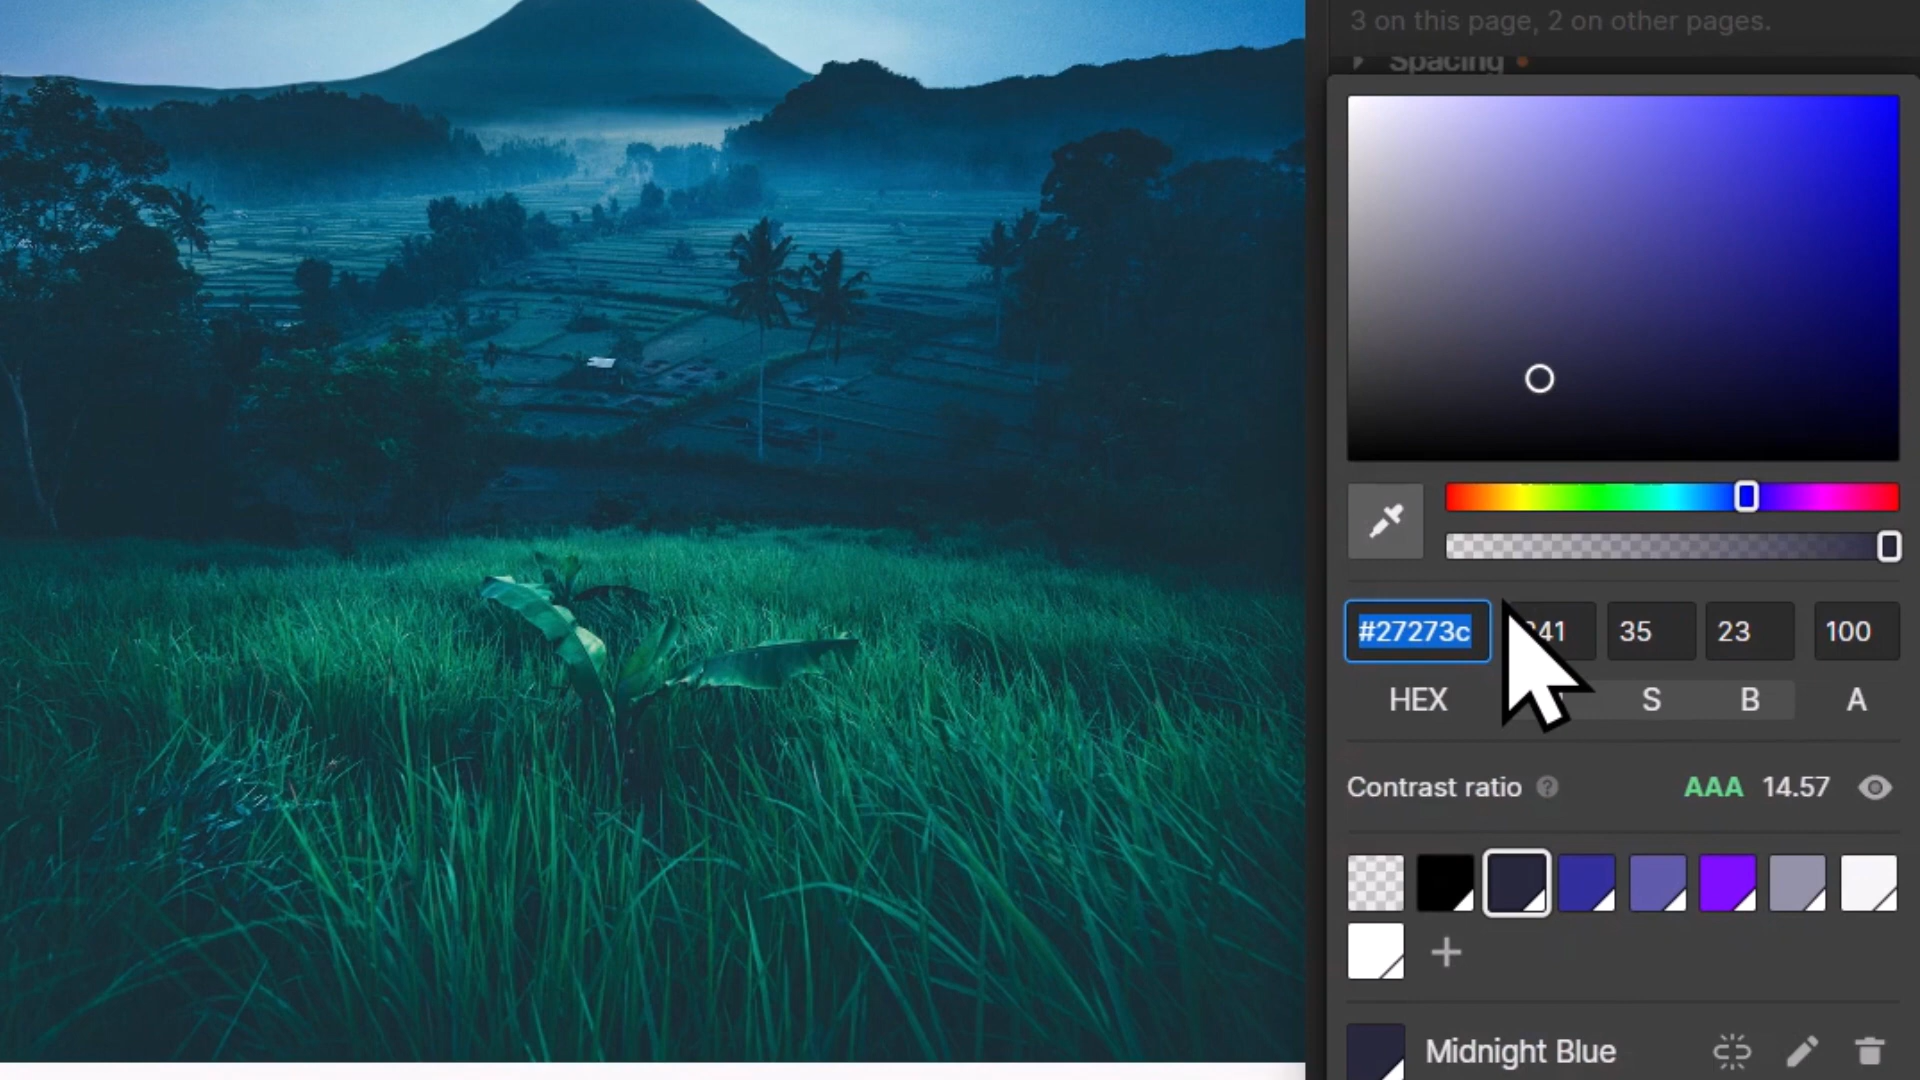 3 on this page, 2 on other pages.
Spacing
#27273c 241 35 23 100
HEX S B A
Contrast ratio ? AAA 14.57
Midnight Blue